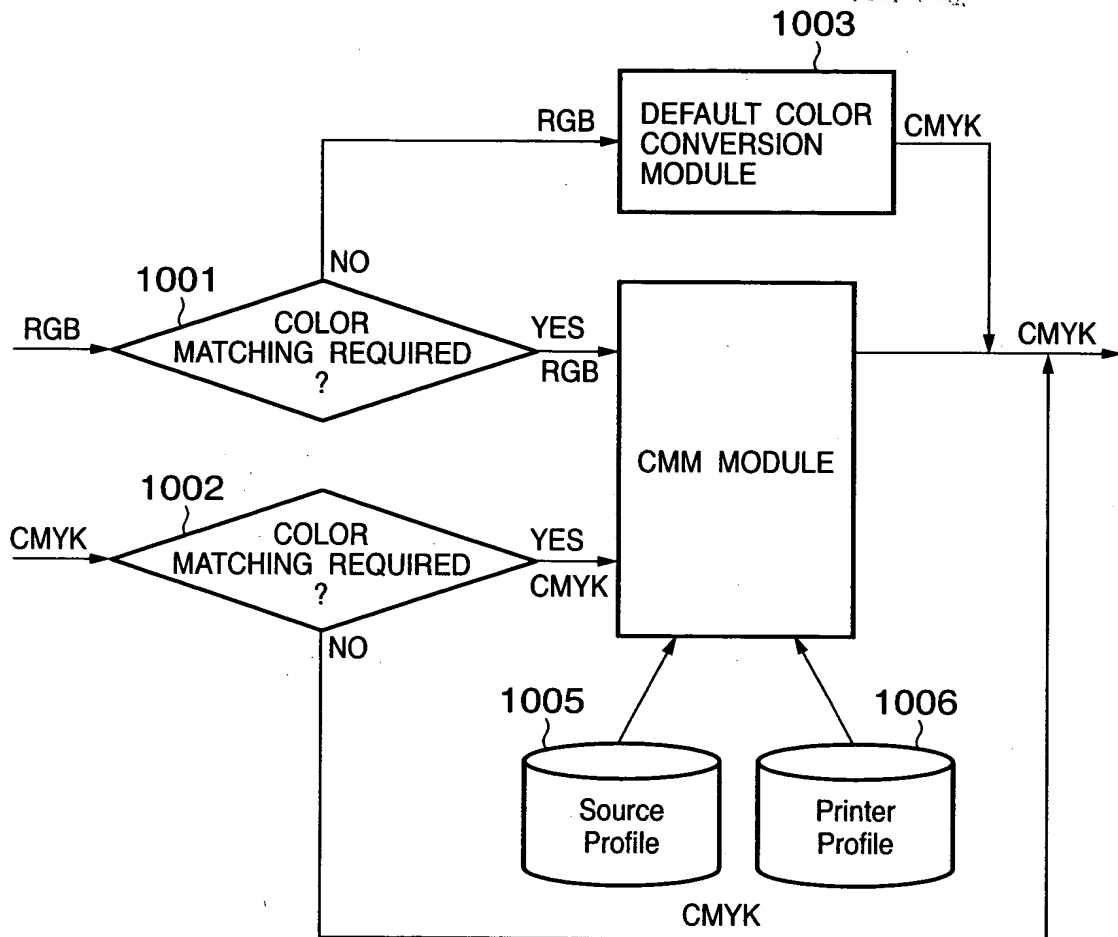 1003
RGB
DEFAULT COLOR
CONVERSION
MODULE
CMYK
NO
1001
RGB
COLOR
MATCHING REQUIRED
?
YES
RGB
CMYK
CMM MODULE
1002
CMYK
COLOR
MATCHING REQUIRED
?
YES
CMYK
NO
1005
1006
Source
Profile
Printer
Profile
CMYK